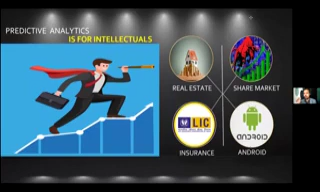 PREDICTIVE ANALYTICS
IS FOR INTELLECTUALS
REAL ESTATE
SHARE MARKET
LIC
INSURANCE
ANDROID
ANDROID